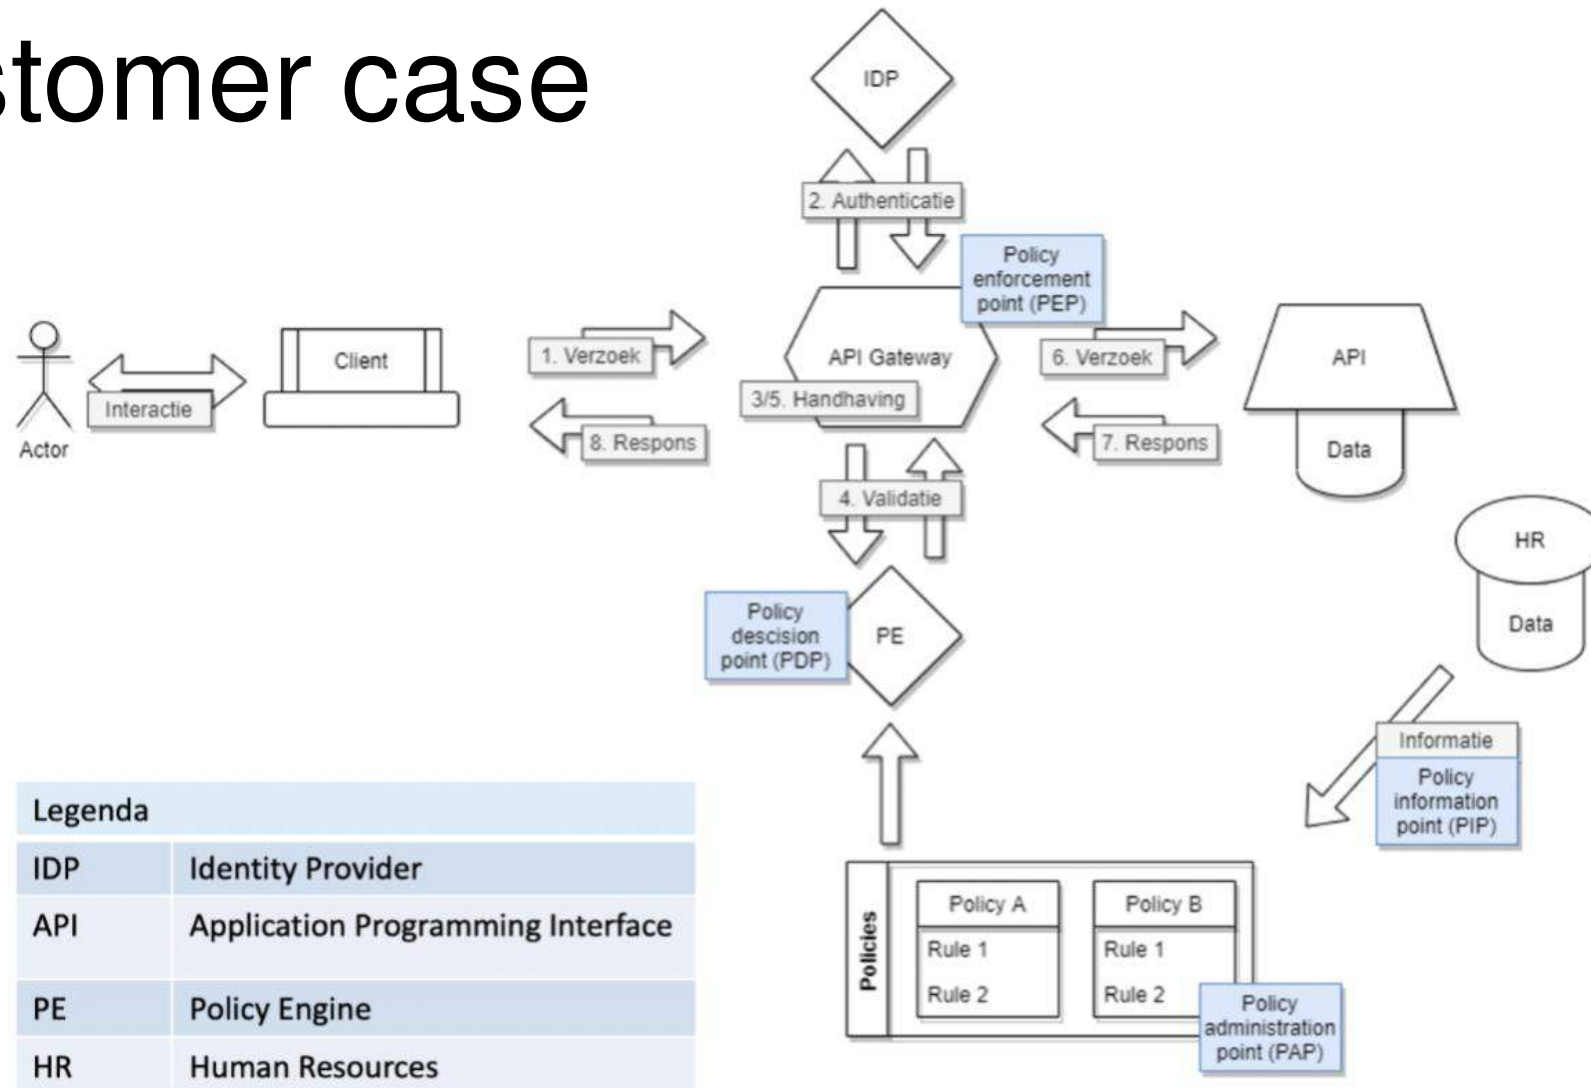 stomer case
IDP
2. Authenticatie
Policy
enforcement
point (PEP)
Actor
Interactie
Client
1. Verzoek
8. Respons
API Gateway
3/5. Handhaving
6. Verzoek
7. Respons
API
Data
4. Validatie
HR
Data
Policy
descision
point (PDP)
PE
Informatie
Policy
information
point (PIP)
Policies
Policy A
Rule 1
Rule 2
Policy B
Rule 1
Rule 2
Policy
administration
point (PAP)
Legenda
IDP Identity Provider
API Application Programming Interface
PE Policy Engine
HR Human Resources